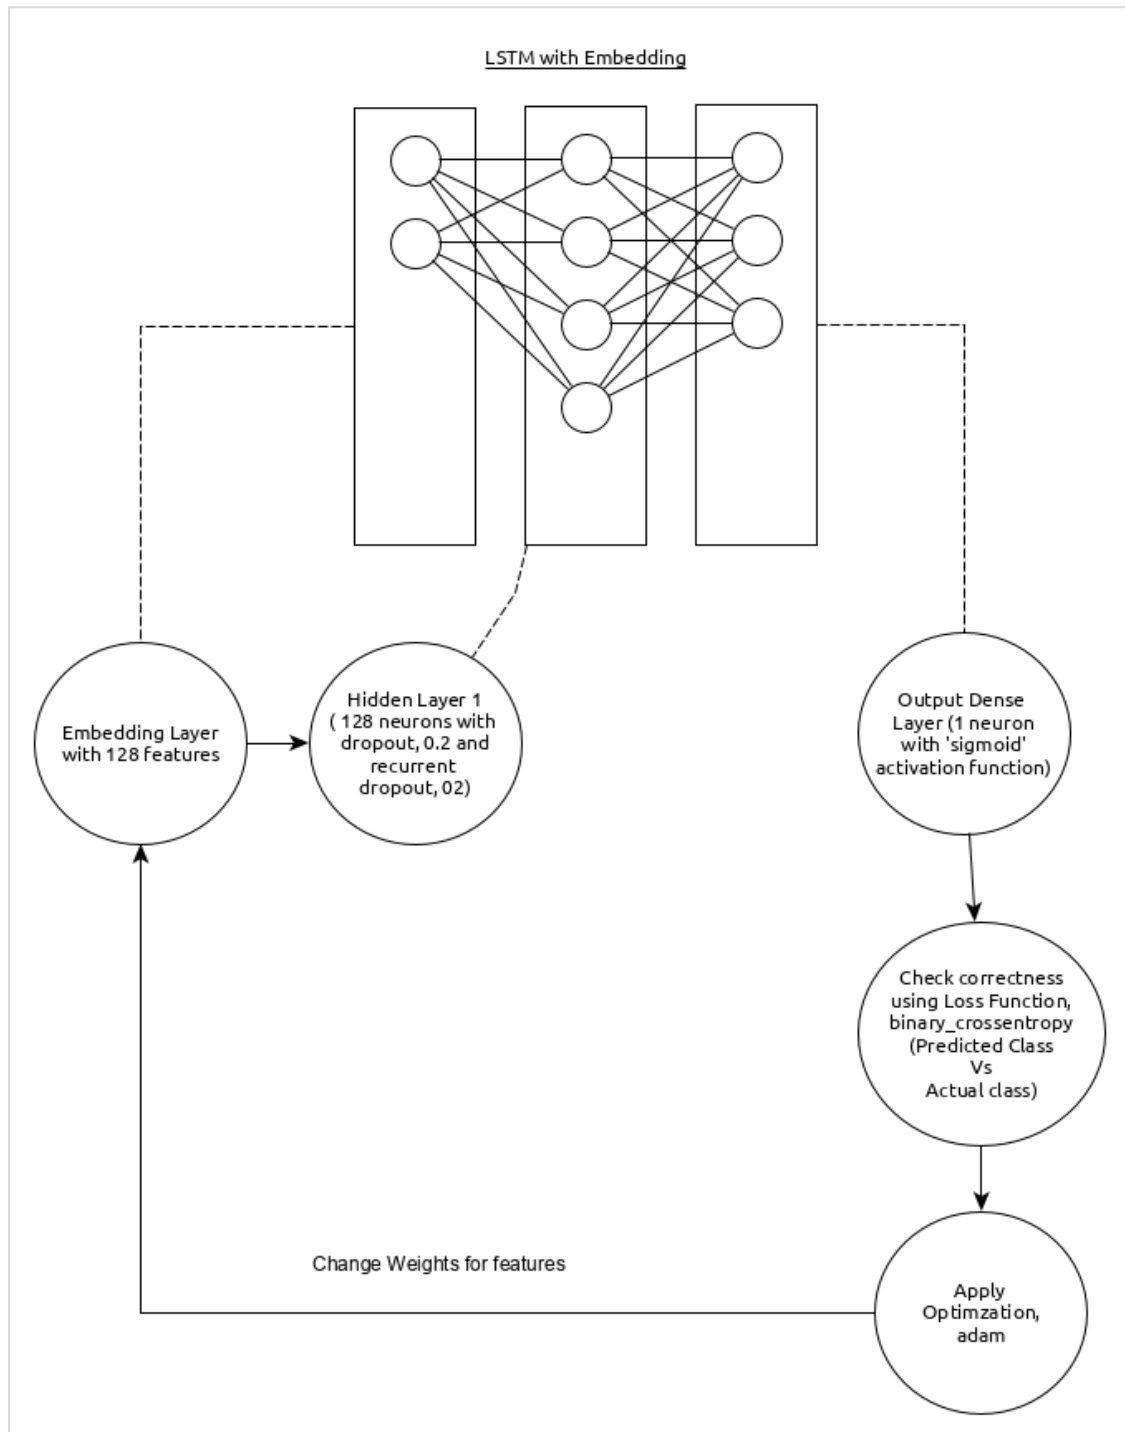 LSTM with Embedding
Embedding Layer
with 128 features
Hidden Layer 1
( 128 neurons with
dropout, 0.2 and
recurrent
dropout, 02)
Output Dense
Layer (1 neuron
with 'sigmoid'
activation function)
Check correctness
using Loss Function,
binary_crossentropy
(Predicted Class
Vs
Actual class)
Apply
Optimzation,
adam
Change Weights for features